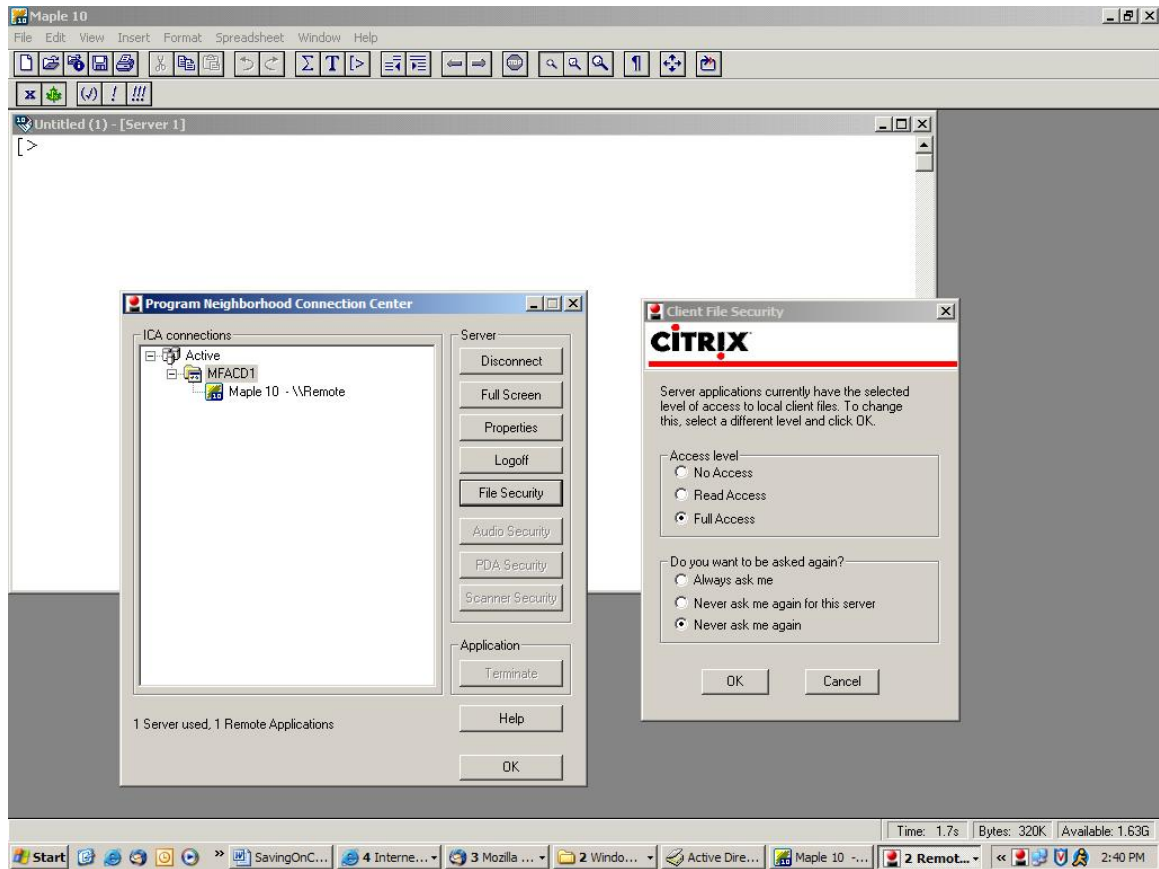 Maple 10
File Edit View Insert Format Spreadsheet Window Help
Untitled (1) - [Server 1]
[>
Program Neighborhood Connection Center
ICA connections
Active
MFACD1
Maple 10 - \\Remote
Server
Disconnect
Full Screen
Properties
Logoff
File Security
Audio Security
PDA Security
Scanner Security
Application
Terminate
1 Server used, 1 Remote Applications
Help
OK
Client File Security
CITRIX
Server applications currently have the selected
level of access to local client files. To change
this, select a different level and click OK.
Access level
No Access
Read Access
Full Access
Do you want to be asked again?
Always ask me
Never ask me again for this server
Never ask me again
OK Cancel
Time: 1.7s Bytes: 320K Available: 1.63G
Start SavingOnC... 4 Interne... 3 Mozilla ... 2 Windo... Active Dire... Maple 10 -... 2 Remot... 2:40 PM